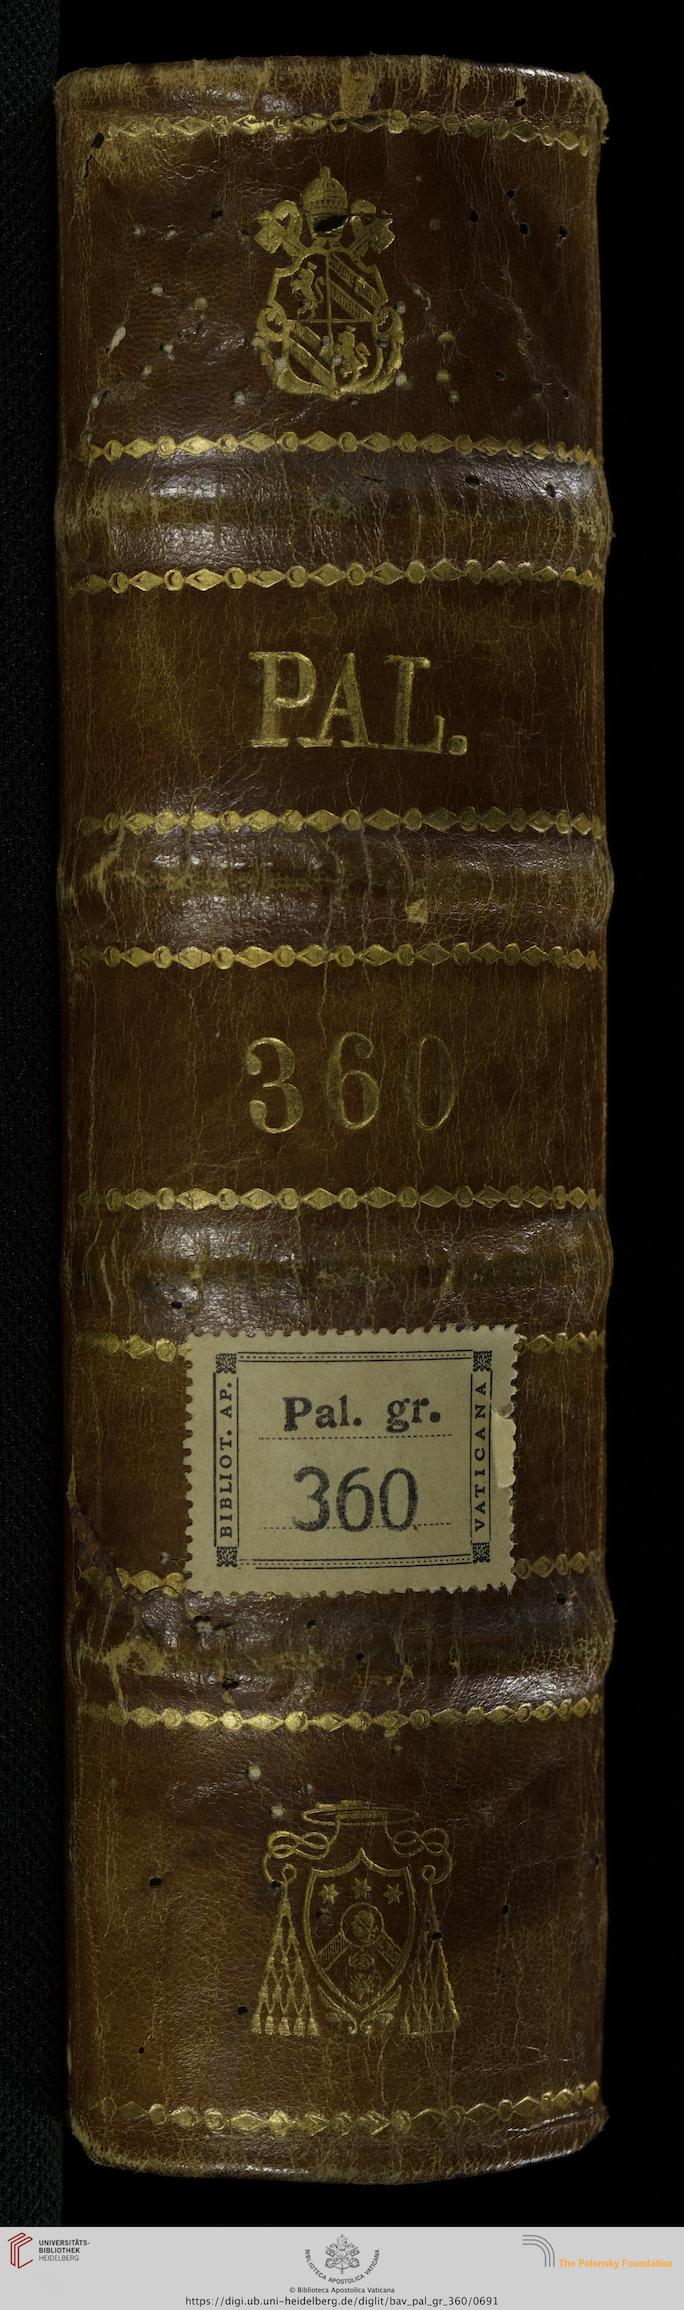 PAL.
360
BIBLIOT. AP.
Pal. gr.
360
VATICANA
UNIVERSITÄTS-
BIBLIOTHEK
HEIDELBERG
BIBLIOTECA APOSTOLICA VATICANA
The Polonsky Foundation
© Biblioteca Apostolica Vaticana
https://digi.ub.uni-heidelberg.de/diglit/bav_pal_gr_360/0691